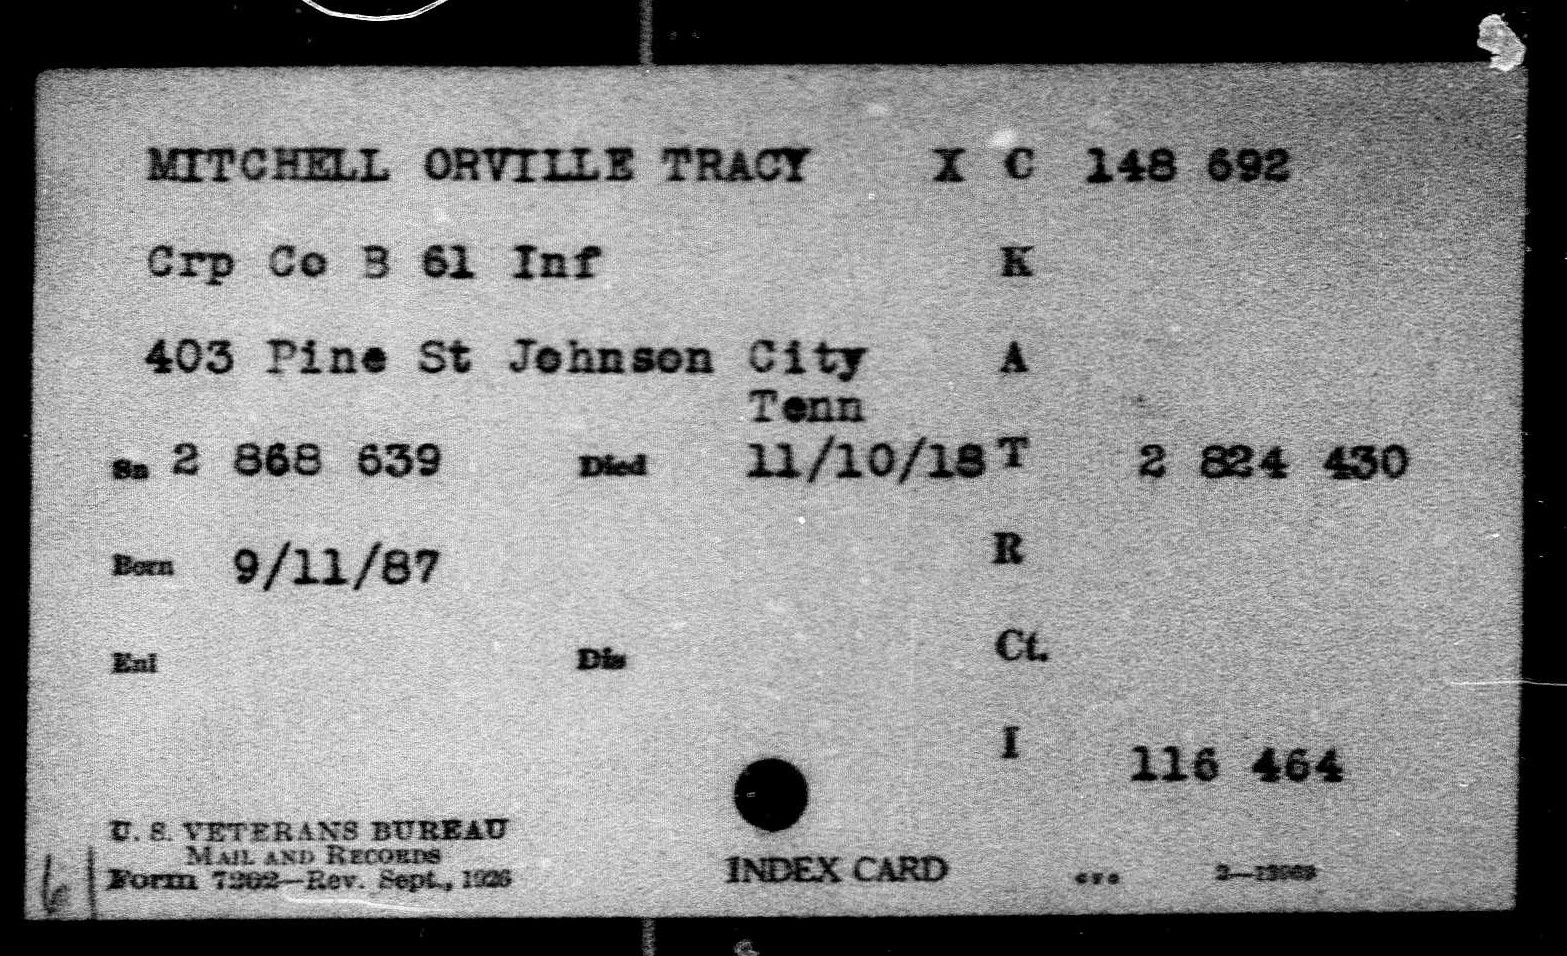 MITCHELL ORVILLE TRACY X C 148 692
Crp Co B 61 Inf K
403 Pine St Johnson City A
Tenn
Sn 2 868 639 Died 11/10/18 T 2 824 430
Born 9/11/87 R
Enl Dis Ct.
I 116 464
U. S. VETERANS BUREAU
MAIL AND RECORDS
Form 7202—Rev. Sept., 1926 INDEX CARD